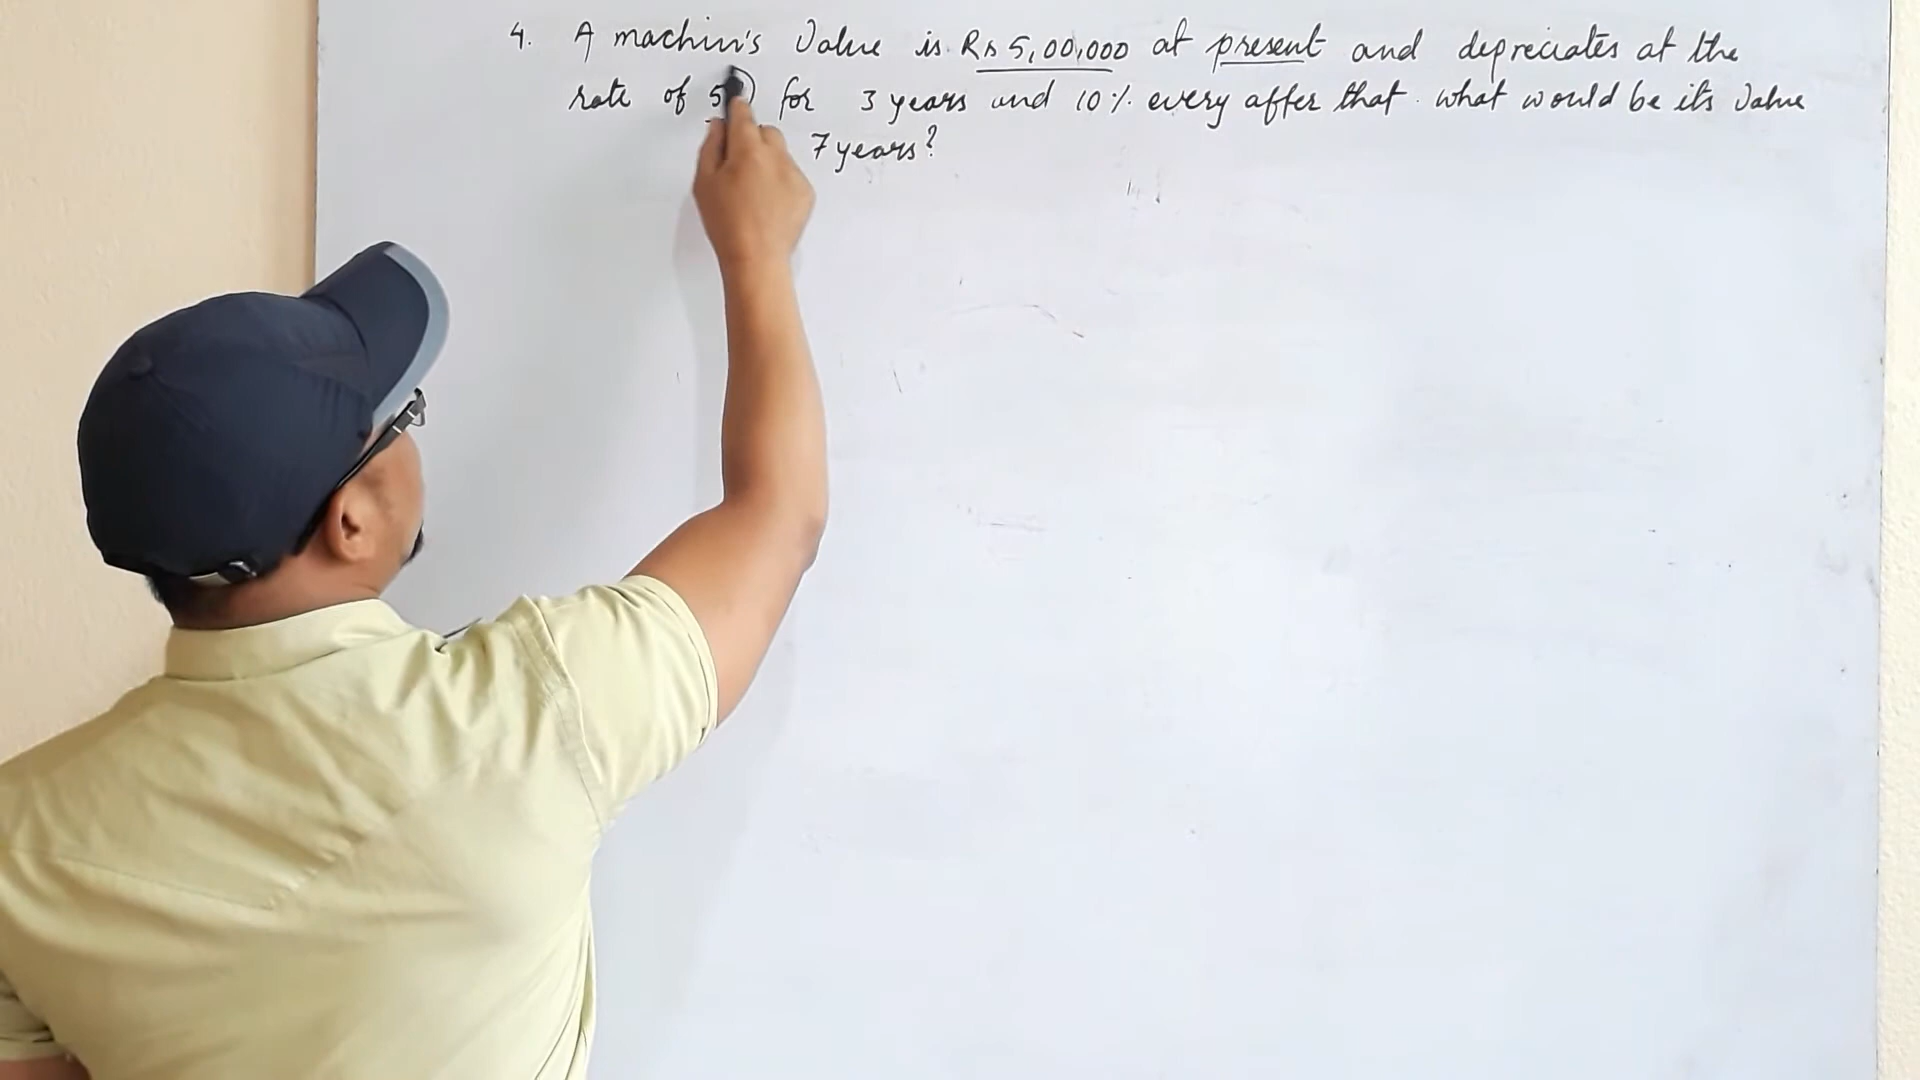 4. A machin's Value is Rs 5,00,000 at present and depreciates at the
rate of 5 for 3 years and 10% every after that. what would be its Value
7 years?